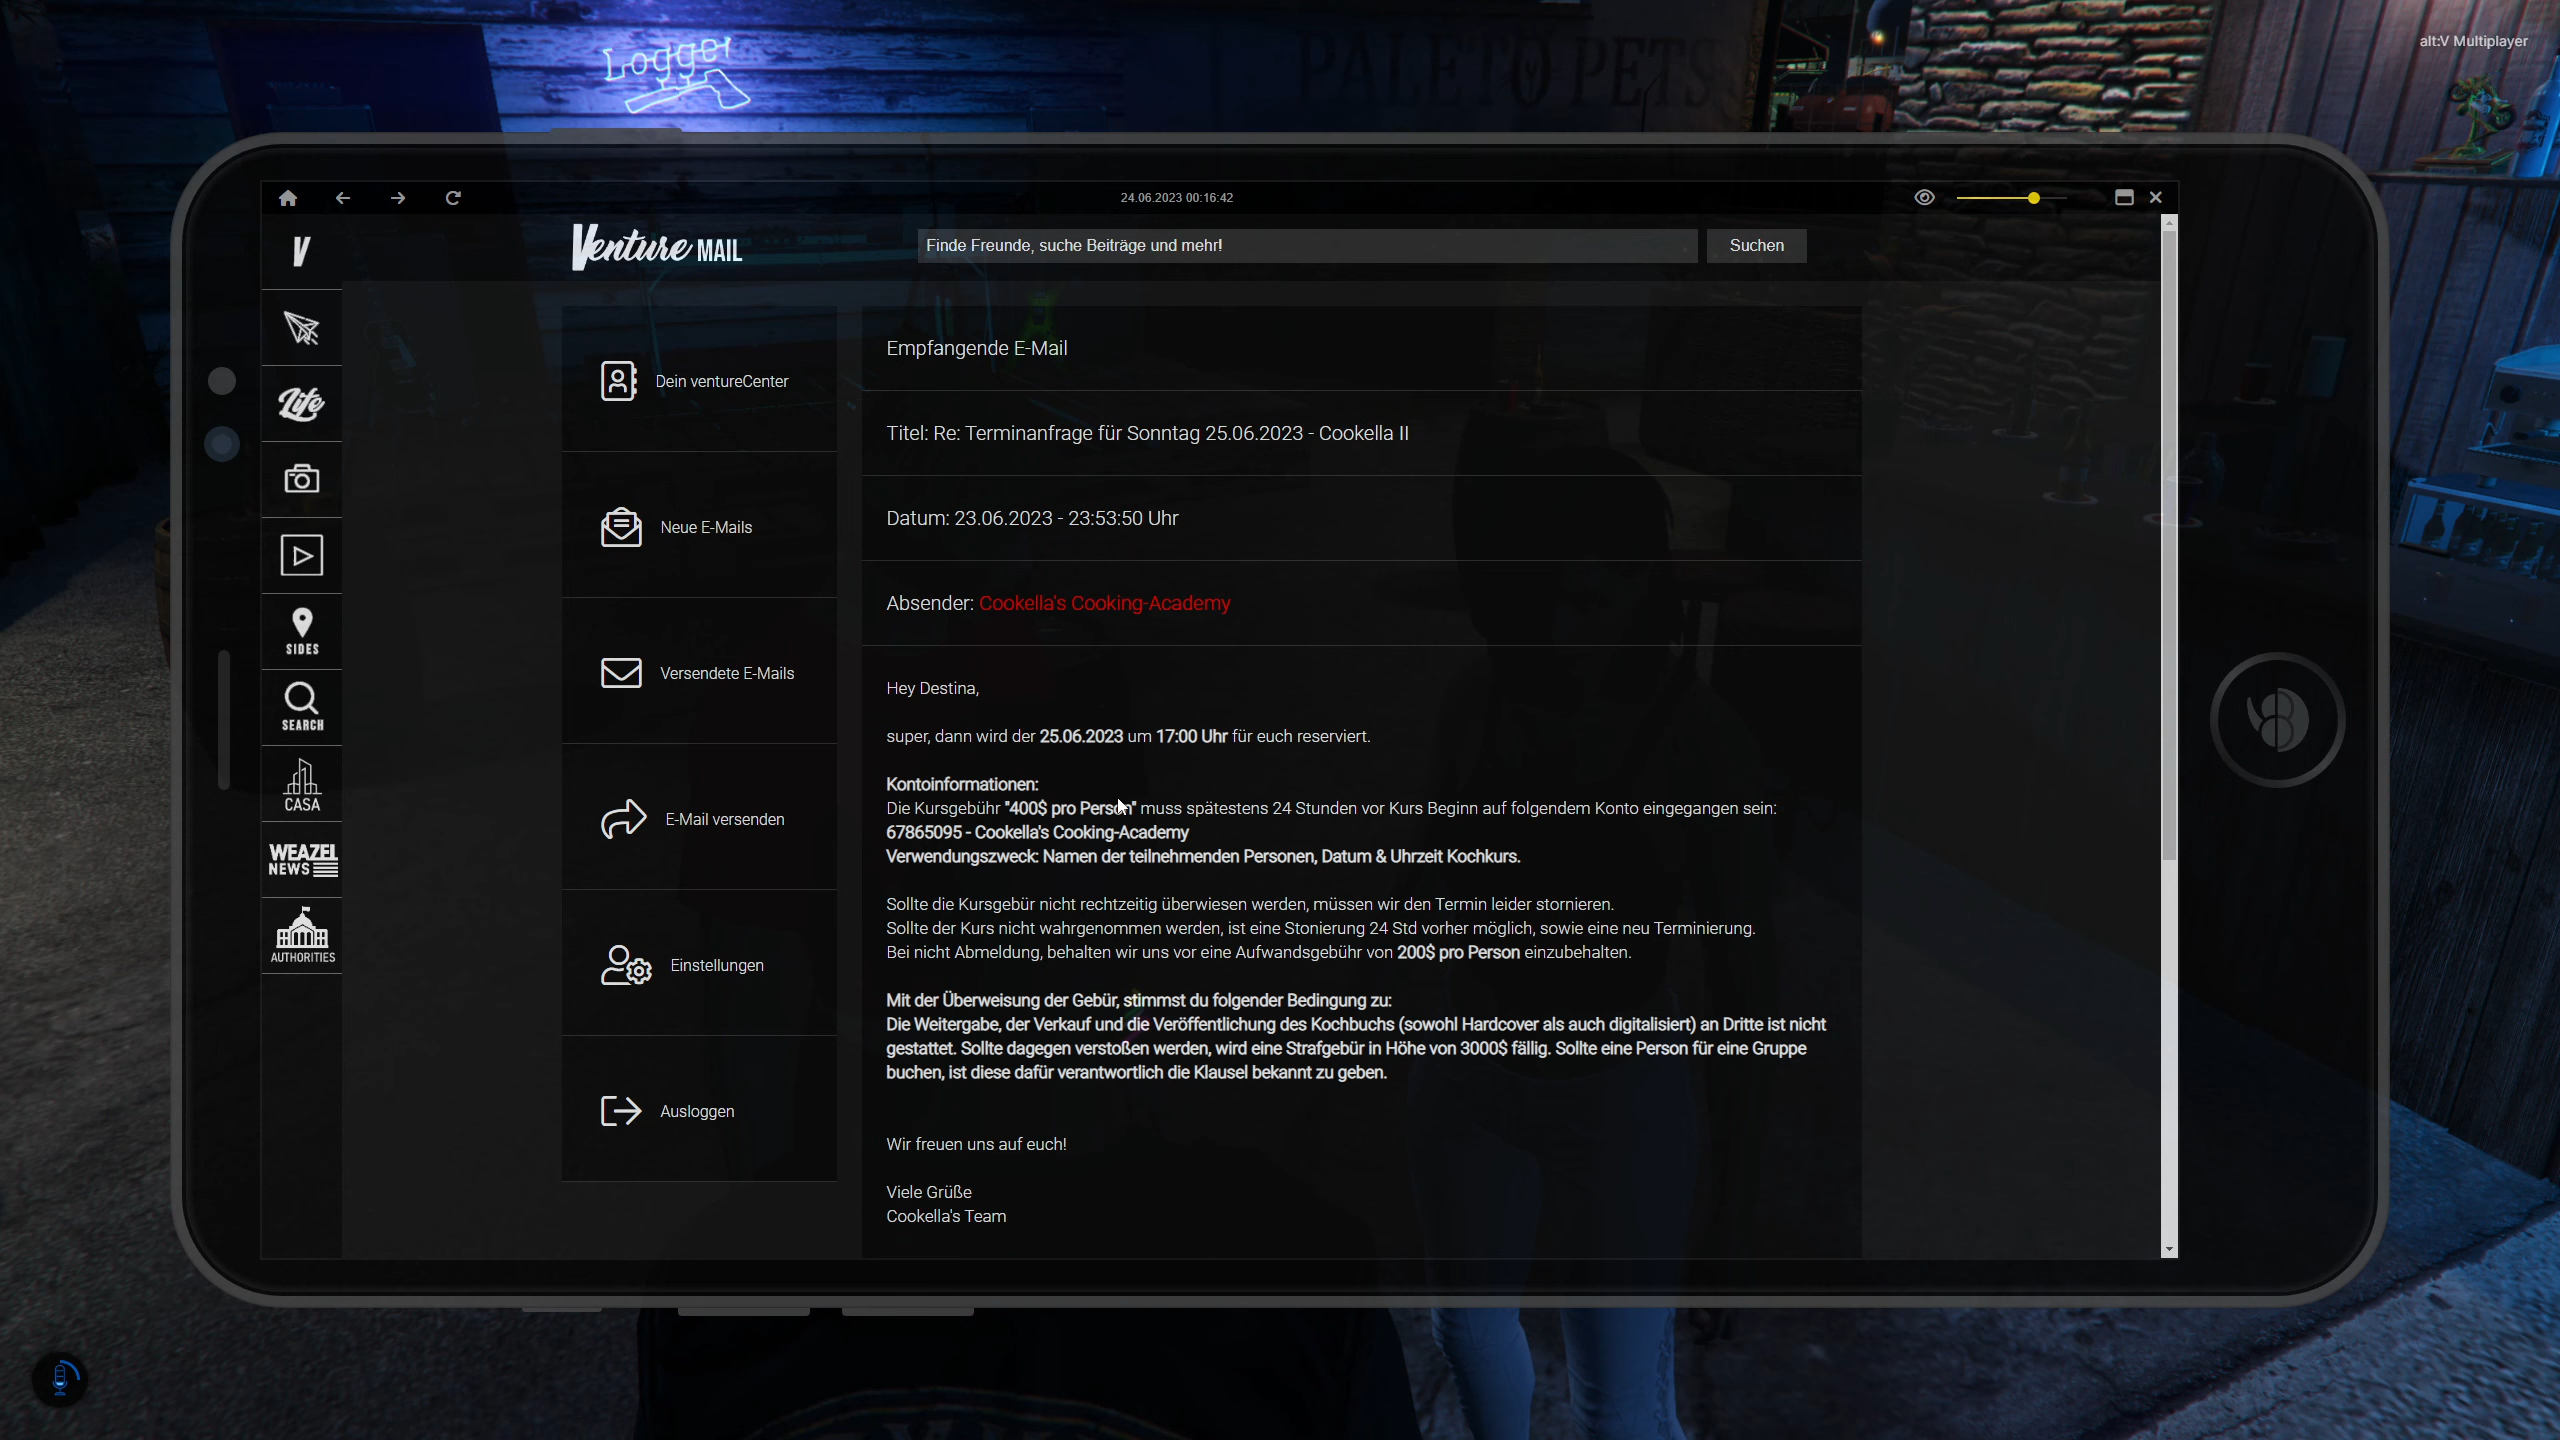 Logger
PALETO PETS
alt:V Multiplayer
24.06.2023 00:16:42
V
Venture MAIL
Finde Freunde, suche Beiträge und mehr!
Suchen
Life
SIDES
SEARCH
CASA
WEAZEL
NEWS
AUTHORITIES
Dein ventureCenter
Neue E-Mails
Versendete E-Mails
E-Mail versenden
Einstellungen
Ausloggen
Empfangende E-Mail
Titel: Re: Terminanfrage für Sonntag 25.06.2023 - Cookella II
Datum: 23.06.2023 - 23:53:50 Uhr
Absender: Cookella's Cooking-Academy
Hey Destina,
super, dann wird der 25.06.2023 um 17:00 Uhr für euch reserviert.
Kontoinformationen:
Die Kursgebühr "400$ pro Person" muss spätestens 24 Stunden vor Kurs Beginn auf folgendem Konto eingegangen sein:
67865095 - Cookella's Cooking-Academy
Verwendungszweck: Namen der teilnehmenden Personen, Datum & Uhrzeit Kochkurs.
Sollte die Kursgebür nicht rechtzeitig überwiesen werden, müssen wir den Termin leider stornieren.
Sollte der Kurs nicht wahrgenommen werden, ist eine Stonierung 24 Std vorher möglich, sowie eine neu Terminierung.
Bei nicht Abmeldung, behalten wir uns vor eine Aufwandsgebühr von 200$ pro Person einzubehalten.
Mit der Überweisung der Gebür, stimmst du folgender Bedingung zu:
Die Weitergabe, der Verkauf und die Veröffentlichung des Kochbuchs (sowohl Hardcover als auch digitalisiert) an Dritte ist nicht
gestattet. Sollte dagegen verstoßen werden, wird eine Strafgebür in Höhe von 3000$ fällig. Sollte eine Person für eine Gruppe
buchen, ist diese dafür verantwortlich die Klausel bekannt zu geben.
Wir freuen uns auf euch!
Viele Grüße
Cookella's Team